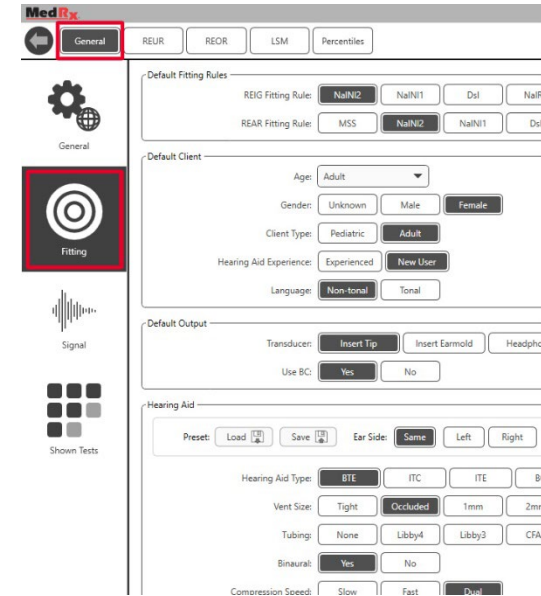 MedRx
General REUR REOR LSM Percentiles
Default Fitting Rules
REIG Fitting Rule: NalNl2 NalNl1 Dsl
REAR Fitting Rule: MSS NalNl2 NalNl1
General
Default Client
Age: Adult
Gender: Unknown Male Female
Client Type: Pediatric Adult
Fitting
Hearing Aid Experience: Experienced New User
Language: Non-tonal Tonal
Default Output
Transducer: Insert Tip Insert Earmold
Signal
Use BC: Yes No
Hearing Aid
Preset: Load Save Ear Side: Same Left Right
Shown Tests
Hearing Aid Type: BTE ITC ITE
Vent Size: Tight Occluded 1mm
Tubing: None Libby4 Libby3
Binaural: Yes No
Compression Speed: Slow Fast Dual